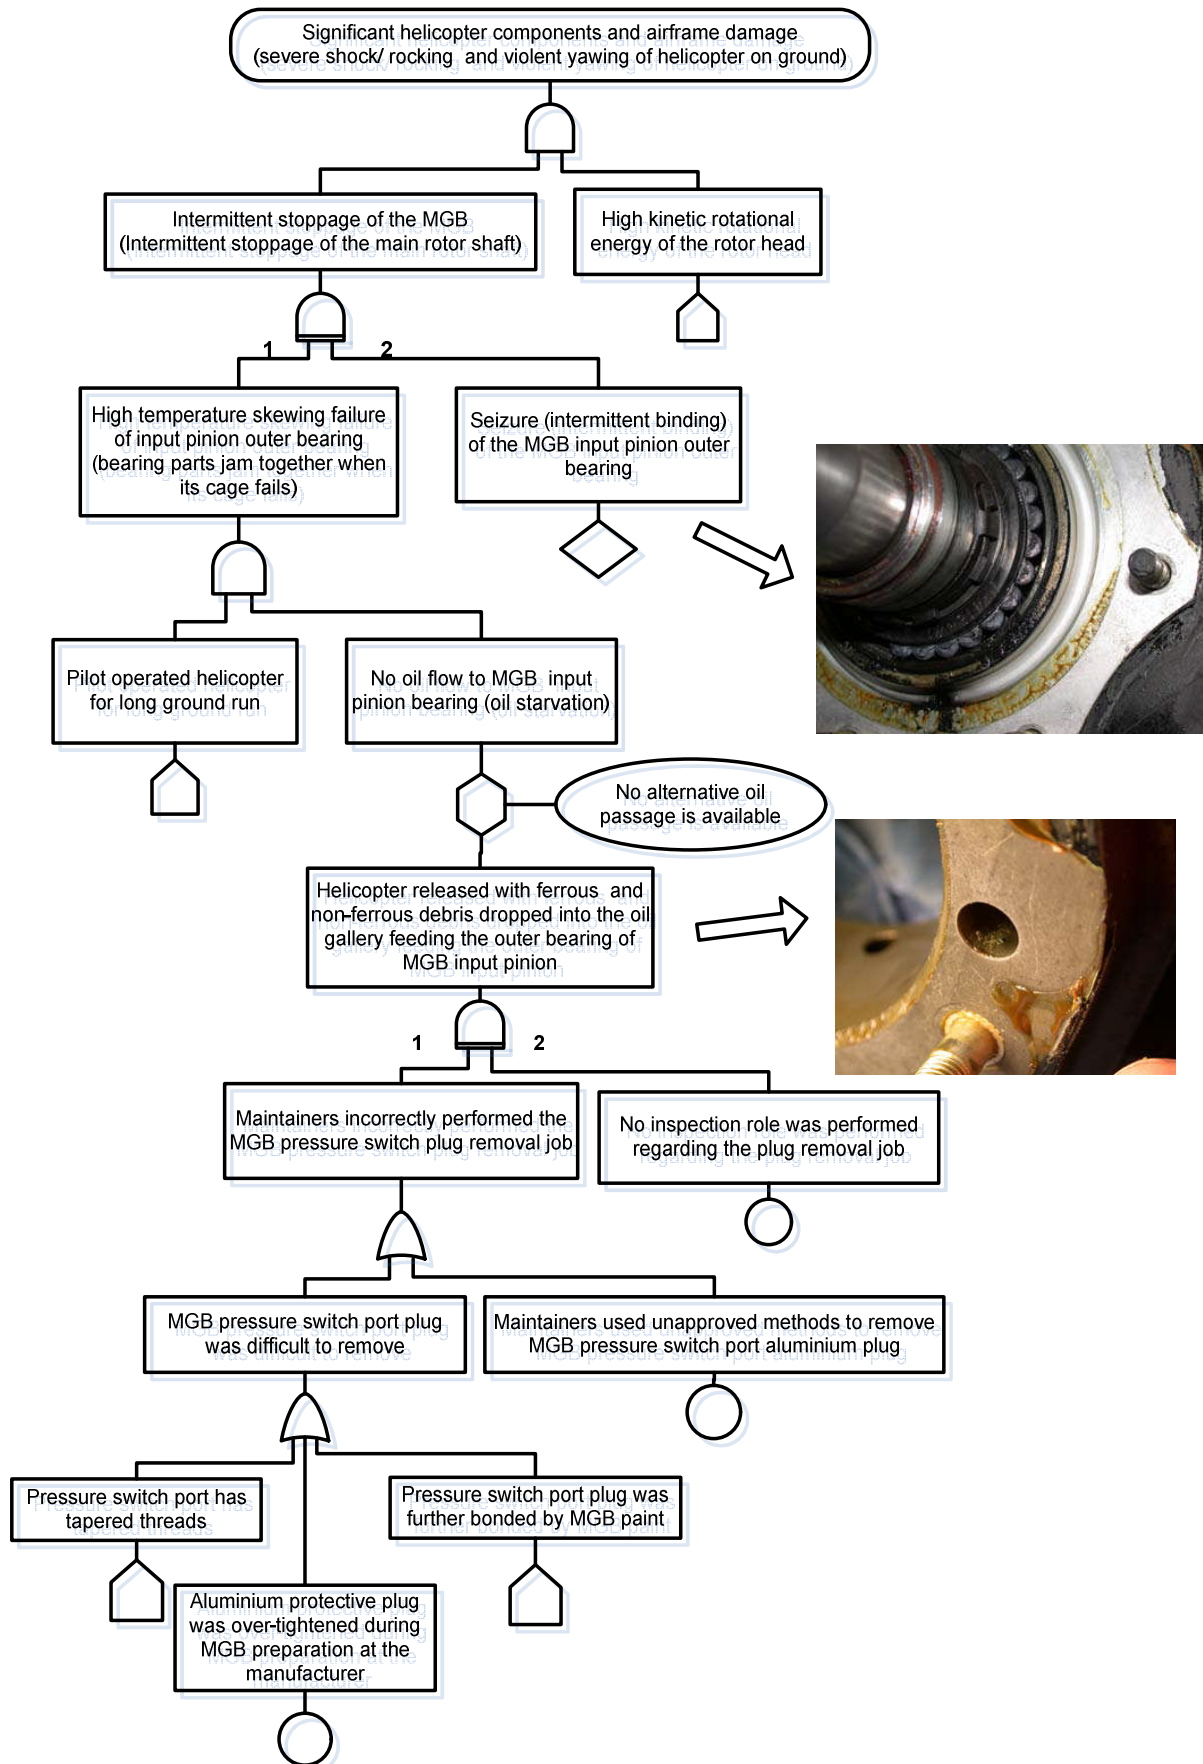 Significant helicopter components and airframe damage
(severe shock/ rocking  and violent yawing of helicopter on ground)
Intermittent stoppage of the MGB
(Intermittent stoppage of the main rotor shaft)
High kinetic rotational
energy of the rotor head
1
2
High temperature skewing failure
of input pinion outer bearing
(bearing parts jam together when
its cage fails)
Seizure (intermittent binding)
of the MGB input pinion outer
bearing
Pilot operated helicopter
for long ground run
No oil flow to MGB  input
pinion bearing (oil starvation)
No alternative oil
passage is available
Helicopter released with ferrous  and
non-ferrous debris dropped into the oil
gallery feeding the outer bearing of
MGB input pinion
1
2
Maintainers incorrectly performed the
MGB pressure switch plug removal job
No inspection role was performed
regarding the plug removal job
MGB pressure switch port plug
was difficult to remove
Maintainers used unapproved methods to remove
MGB pressure switch port aluminium plug
Pressure switch port has
tapered threads
Pressure switch port plug was
further bonded by MGB paint
Aluminium protective plug
was over-tightened during
MGB preparation at the
manufacturer